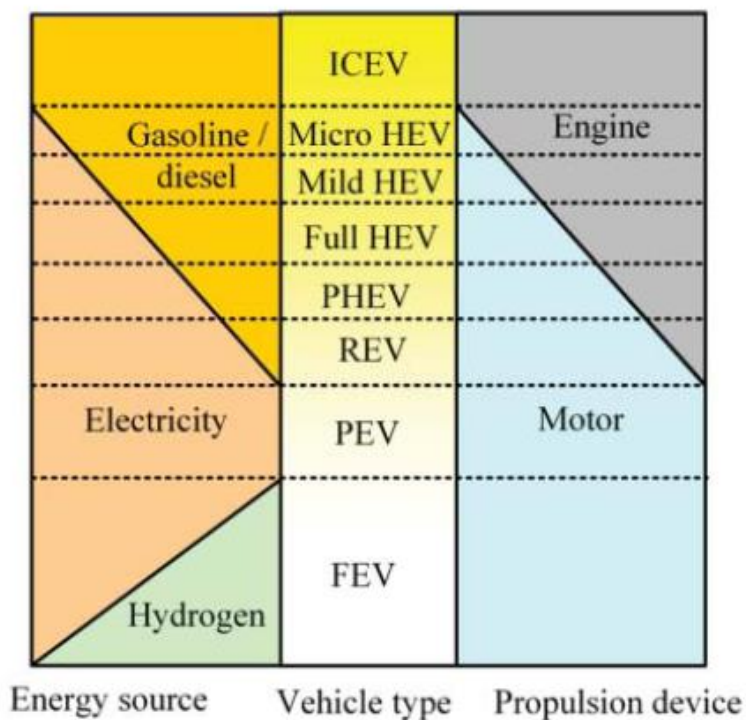 ICEV
Gasoline /
diesel
Micro HEV
Engine
Mild HEV
Full HEV
PHEV
REV
Electricity
PEV
Motor
FEV
Hydrogen
Energy source
Vehicle type
Propulsion device